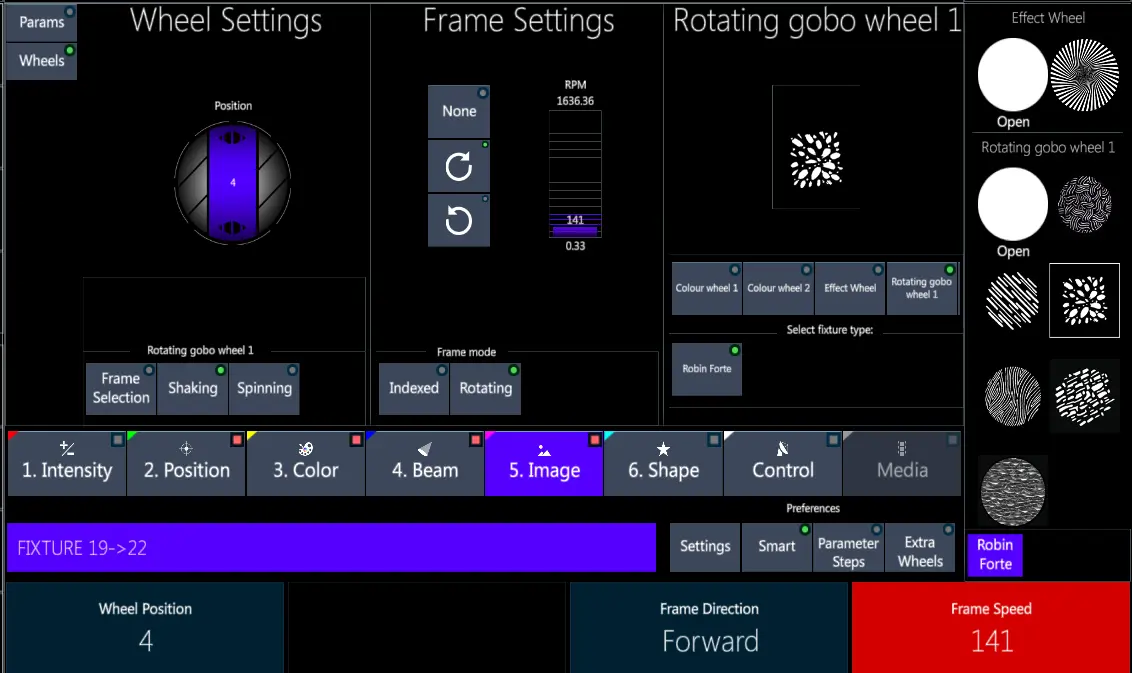 Params
Wheels
Wheel Settings
Position
4
Rotating gobo wheel 1
Frame
Selection
Shaking
Spinning
Frame Settings
None
RPM
1636.36
141
0.33
Frame mode
Indexed
Rotating
Rotating gobo wheel 1
Colour wheel 1
Colour wheel 2
Effect Wheel
Rotating gobo
wheel 1
Select fixture type:
Robin Forte
Effect Wheel
Open
Rotating gobo wheel 1
Open
Robin
Forte
1. Intensity
2. Position
3. Color
4. Beam
5. Image
6. Shape
Control
Media
Preferences
FIXTURE 19->22
Settings
Smart
Parameter
Steps
Extra
Wheels
Wheel Position
4
Frame Direction
Forward
Frame Speed
141